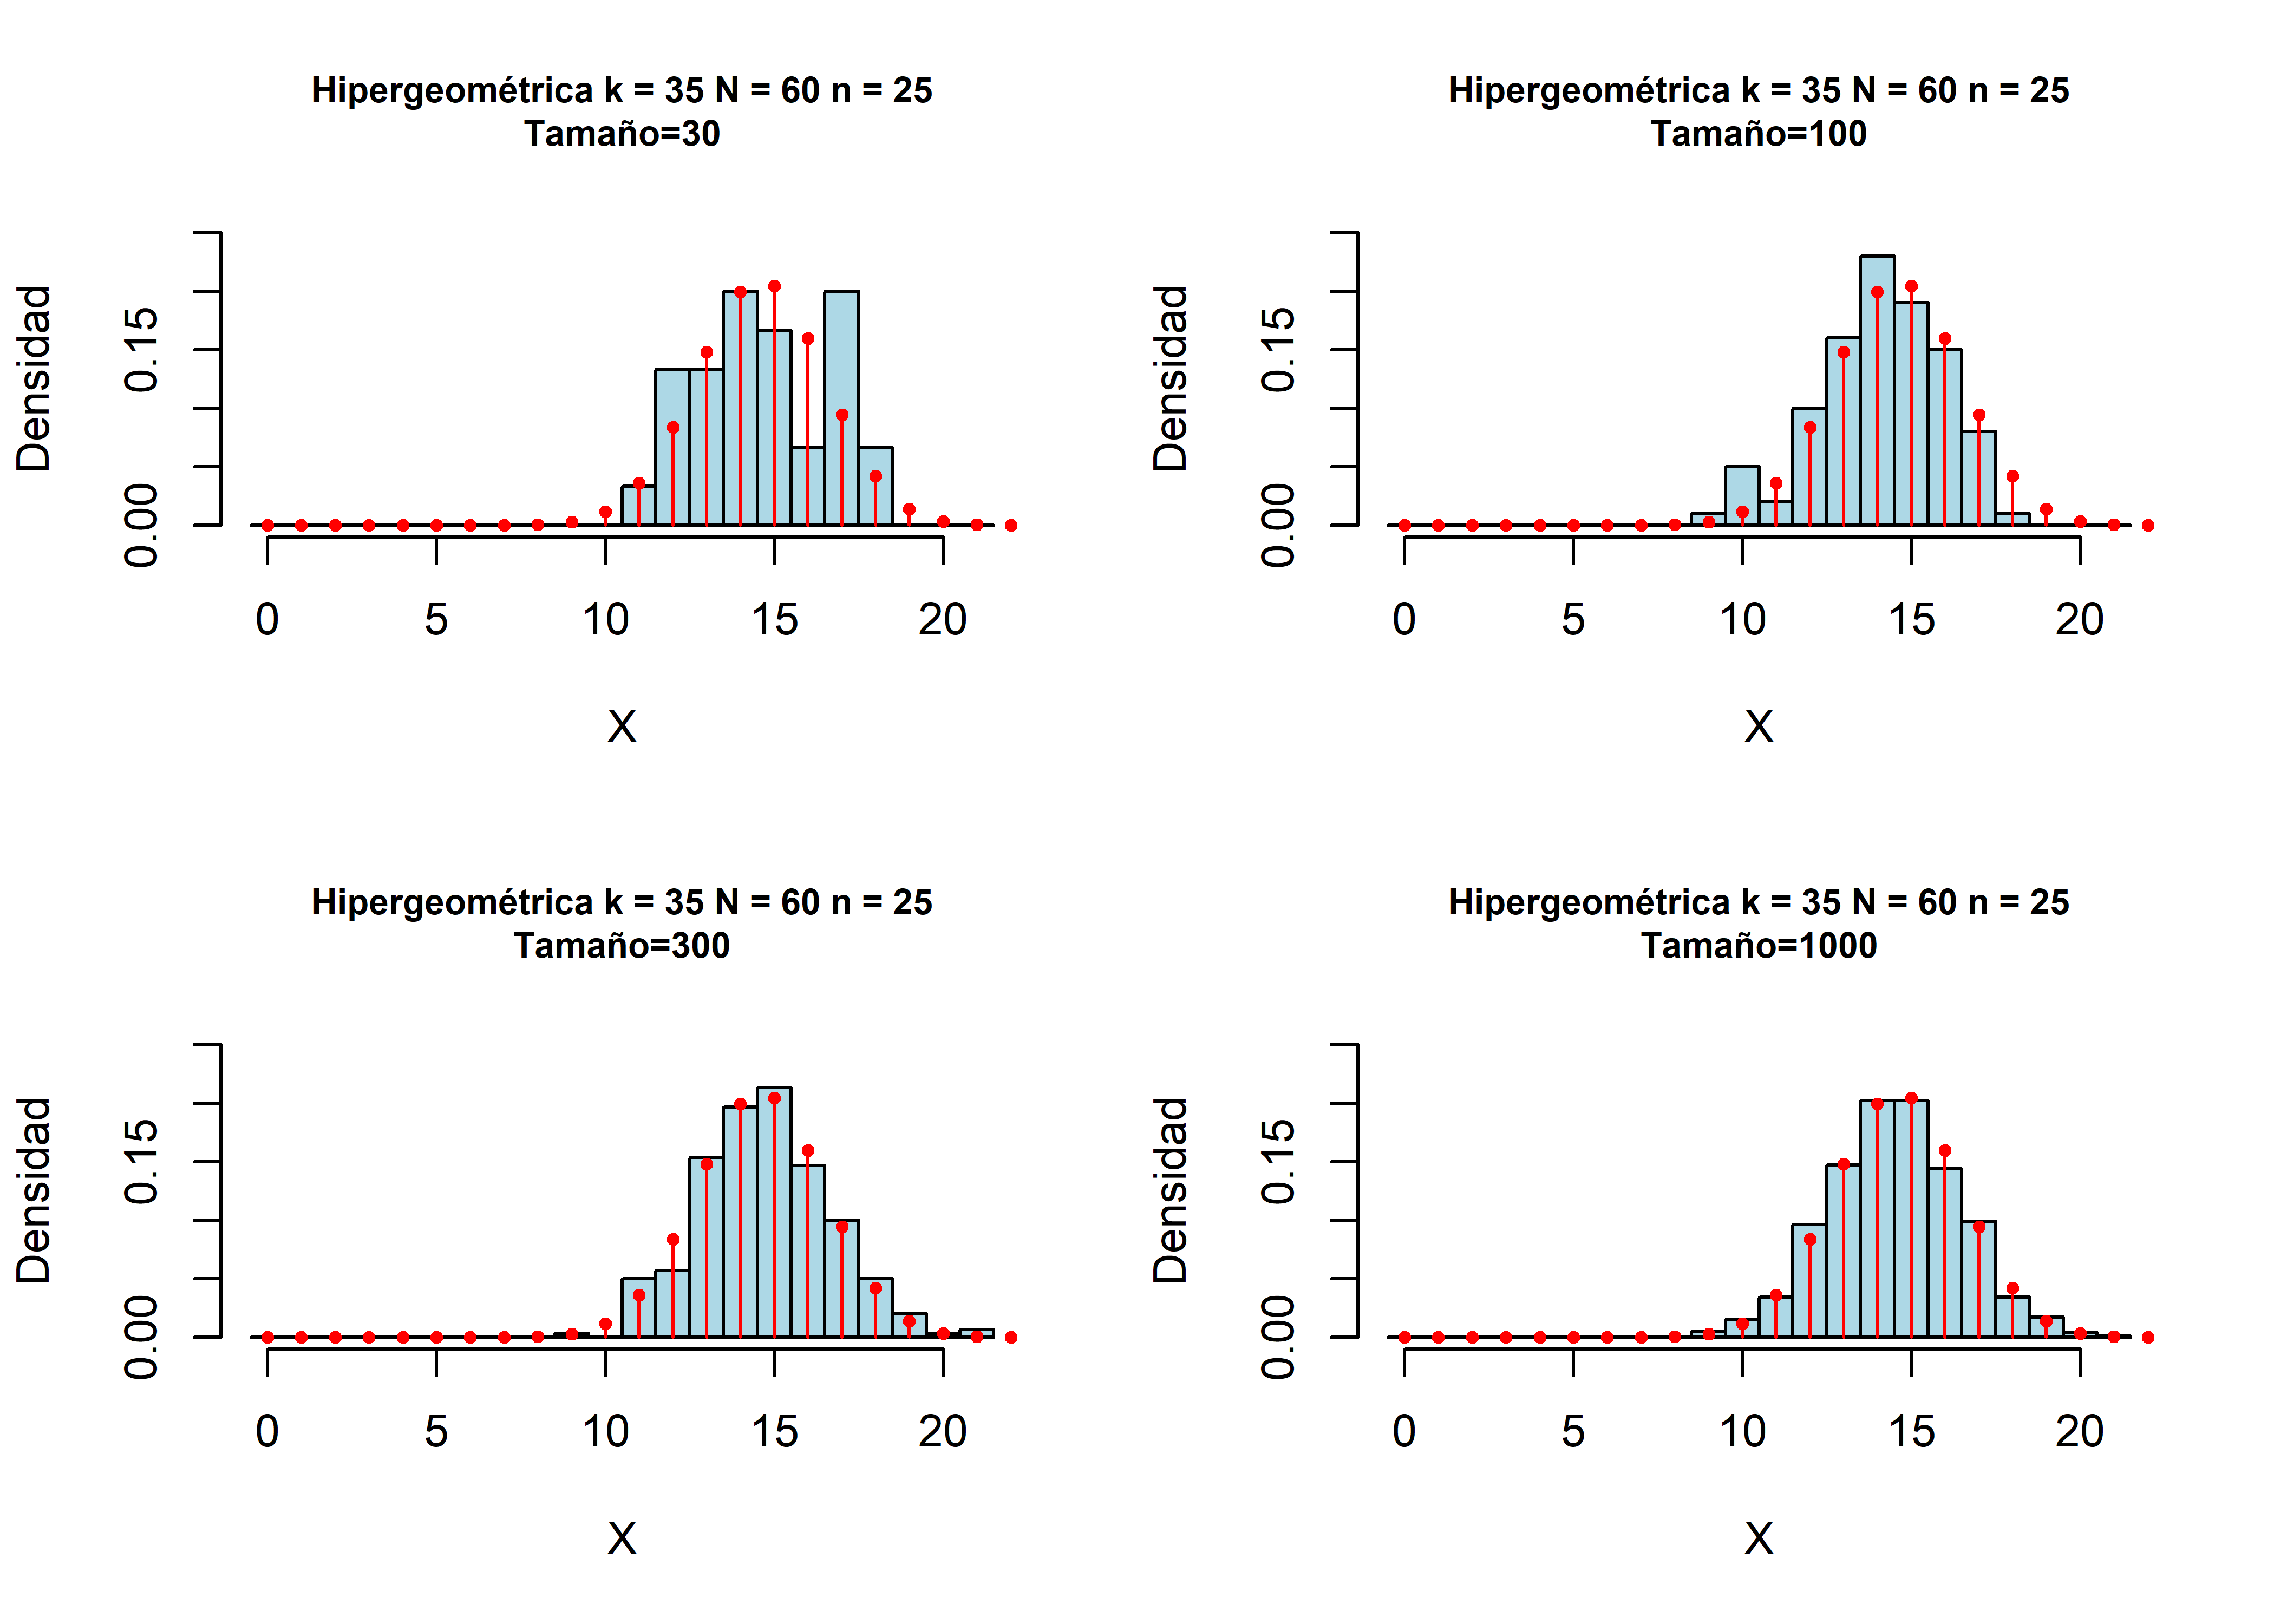 Hipergeométrica k = 35 N = 60 n = 25
Tamaño=30
Densidad
0.00 0.15
0 5 10 15 20
X
Hipergeométrica k = 35 N = 60 n = 25
Tamaño=100
Densidad
0.00 0.15
0 5 10 15 20
X
Hipergeométrica k = 35 N = 60 n = 25
Tamaño=300
Densidad
0.00 0.15
0 5 10 15 20
X
Hipergeométrica k = 35 N = 60 n = 25
Tamaño=1000
Densidad
0.00 0.15
0 5 10 15 20
X